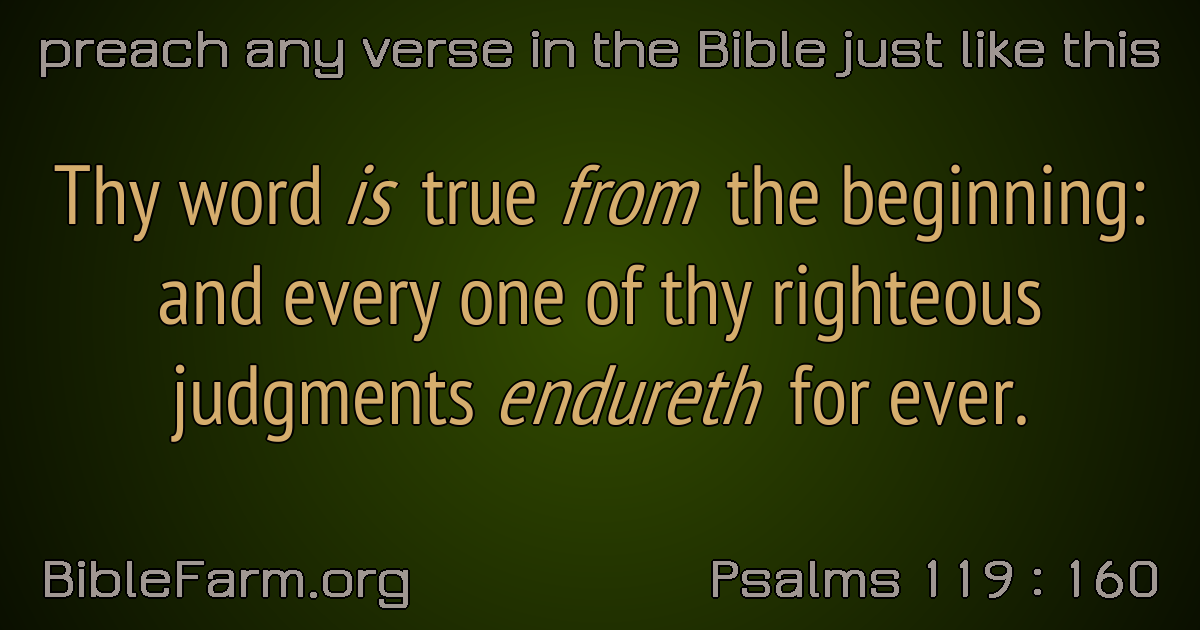 preach any verse in the Bible just like this
Thy word is true from the beginning:
and every one of thy righteous
judgments endureth for ever.
BibleFarm.org
Psalms 119 : 160